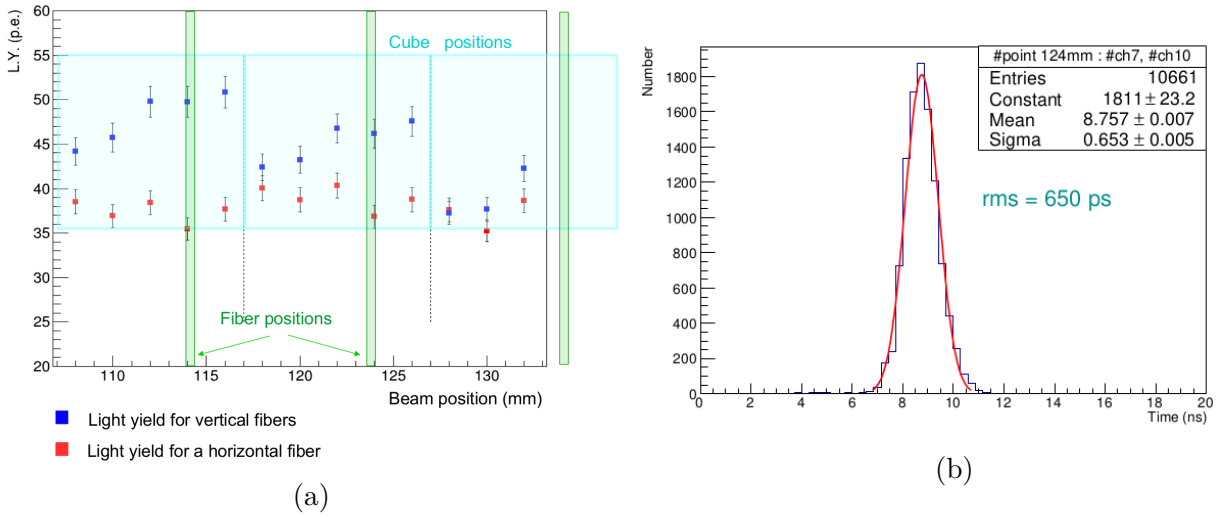 L.Y. (p.e.)
60
55
50
45
40
35
30
25
20
Cube positions
Fiber positions
110
115
120
125
130
Beam position (mm)
Light yield for vertical fibers
Light yield for a horizontal fiber
(a)
Number
1800
1600
1400
1200
1000
800
600
400
200
0
#point 124mm : #ch7, #ch10
Entries 10661
Constant 1811 ± 23.2
Mean 8.757 ± 0.007
Sigma 0.653 ± 0.005
rms = 650 ps
0 2 4 6 8 10 12 14 16 18 20
Time (ns)
(b)